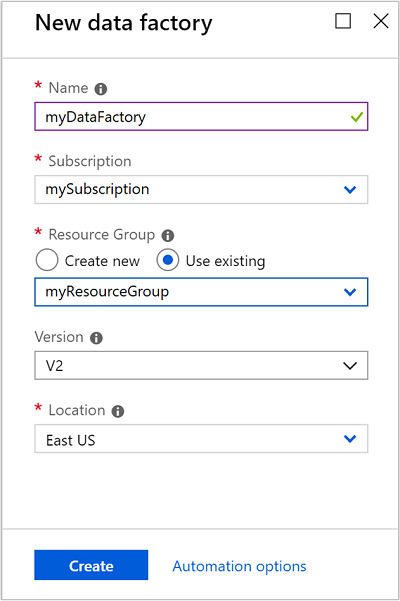 New data factory
* Name
myDataFactory
* Subscription
mySubscription
* Resource Group
Create new Use existing
myResourceGroup
Version
V2
* Location
East US
Create Automation options